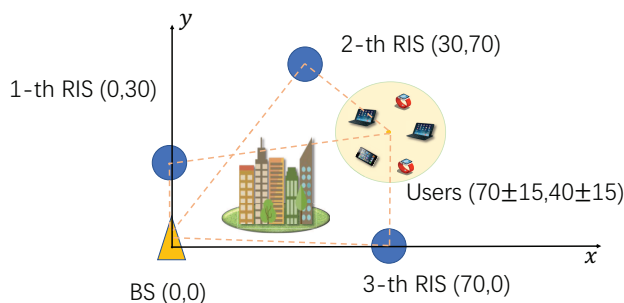 y
2-th RIS (30,70)
1-th RIS (0,30)
Users (70±15,40±15)
x
BS (0,0)
3-th RIS (70,0)